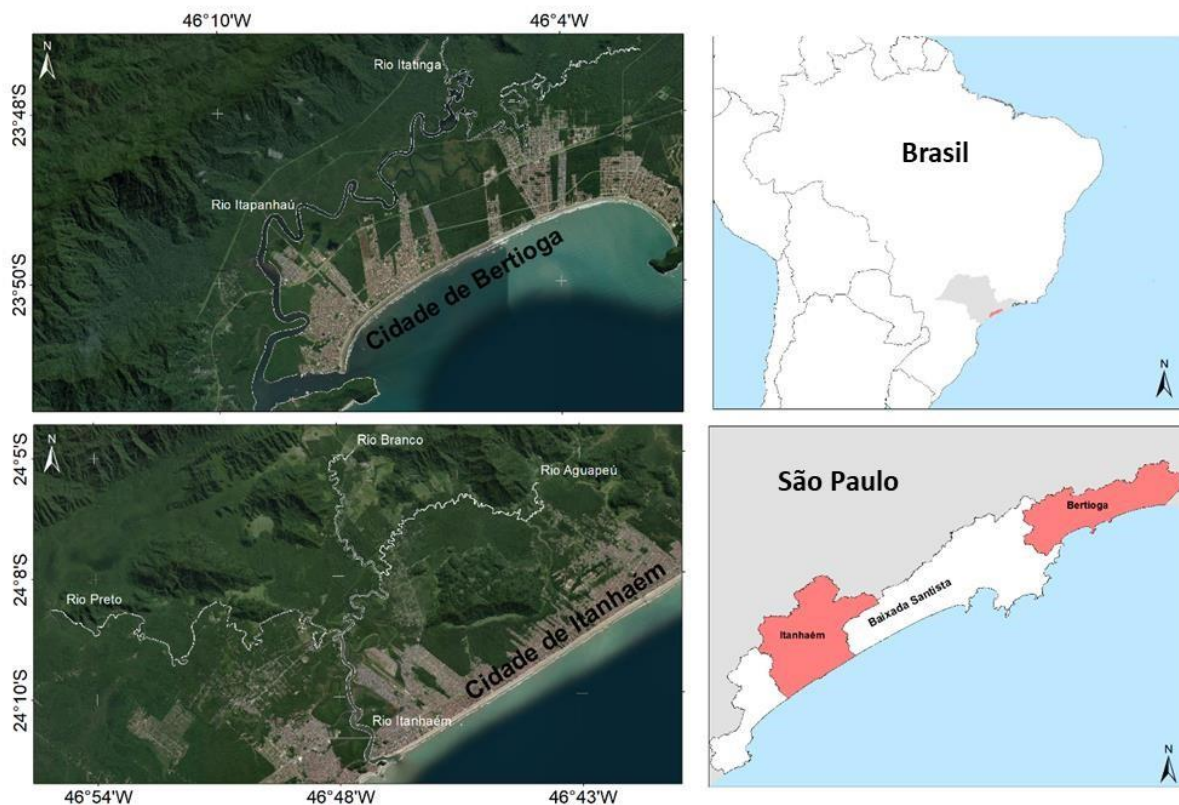 46°10'W
46°4'W
N
Rio Itatinga
23°48'S
Rio Itapanhaú
23°50'S
Cidade de Bertioga
Brasil
N
N
Rio Branco
24°5'S
Rio Aguapeú
24°8'S
Rio Preto
Cidade de Itanhaém
24°10'S
Rio Itanhaém
46°54'W
46°48'W
46°43'W
São Paulo
Bertioga
Baixada Santista
Itanhaém
N